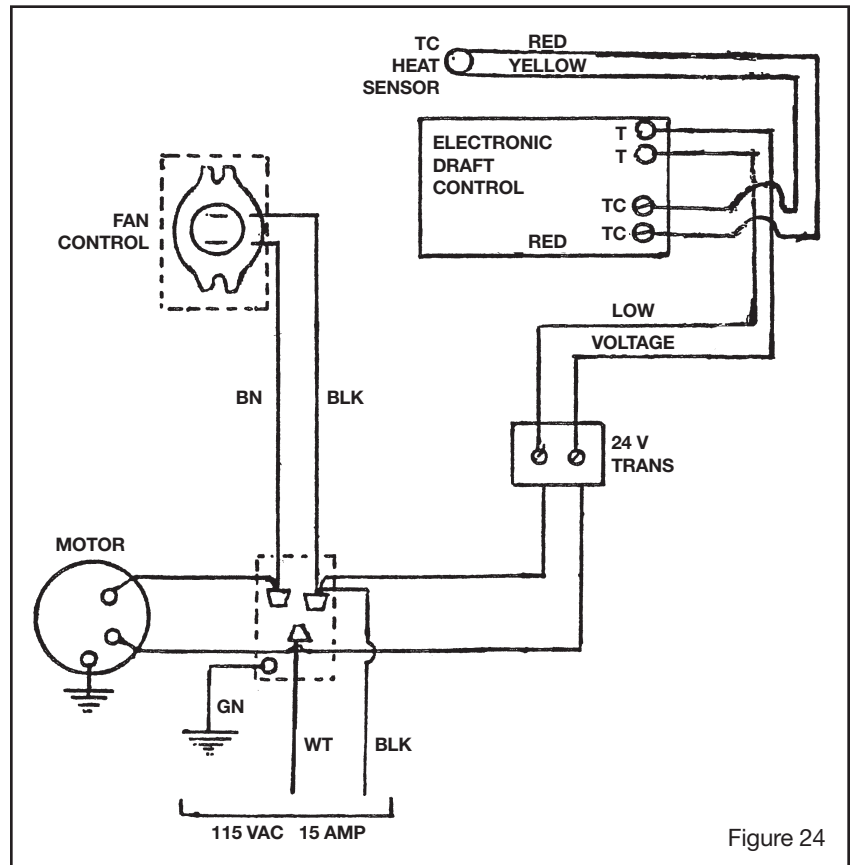 TC
HEAT
SENSOR
RED
YELLOW
ELECTRONIC
DRAFT
CONTROL
T
T
TC
TC
RED
FAN
CONTROL
LOW
VOLTAGE
BN
BLK
24 V
TRANS
MOTOR
GN
WT
BLK
115 VAC 15 AMP
Figure 24